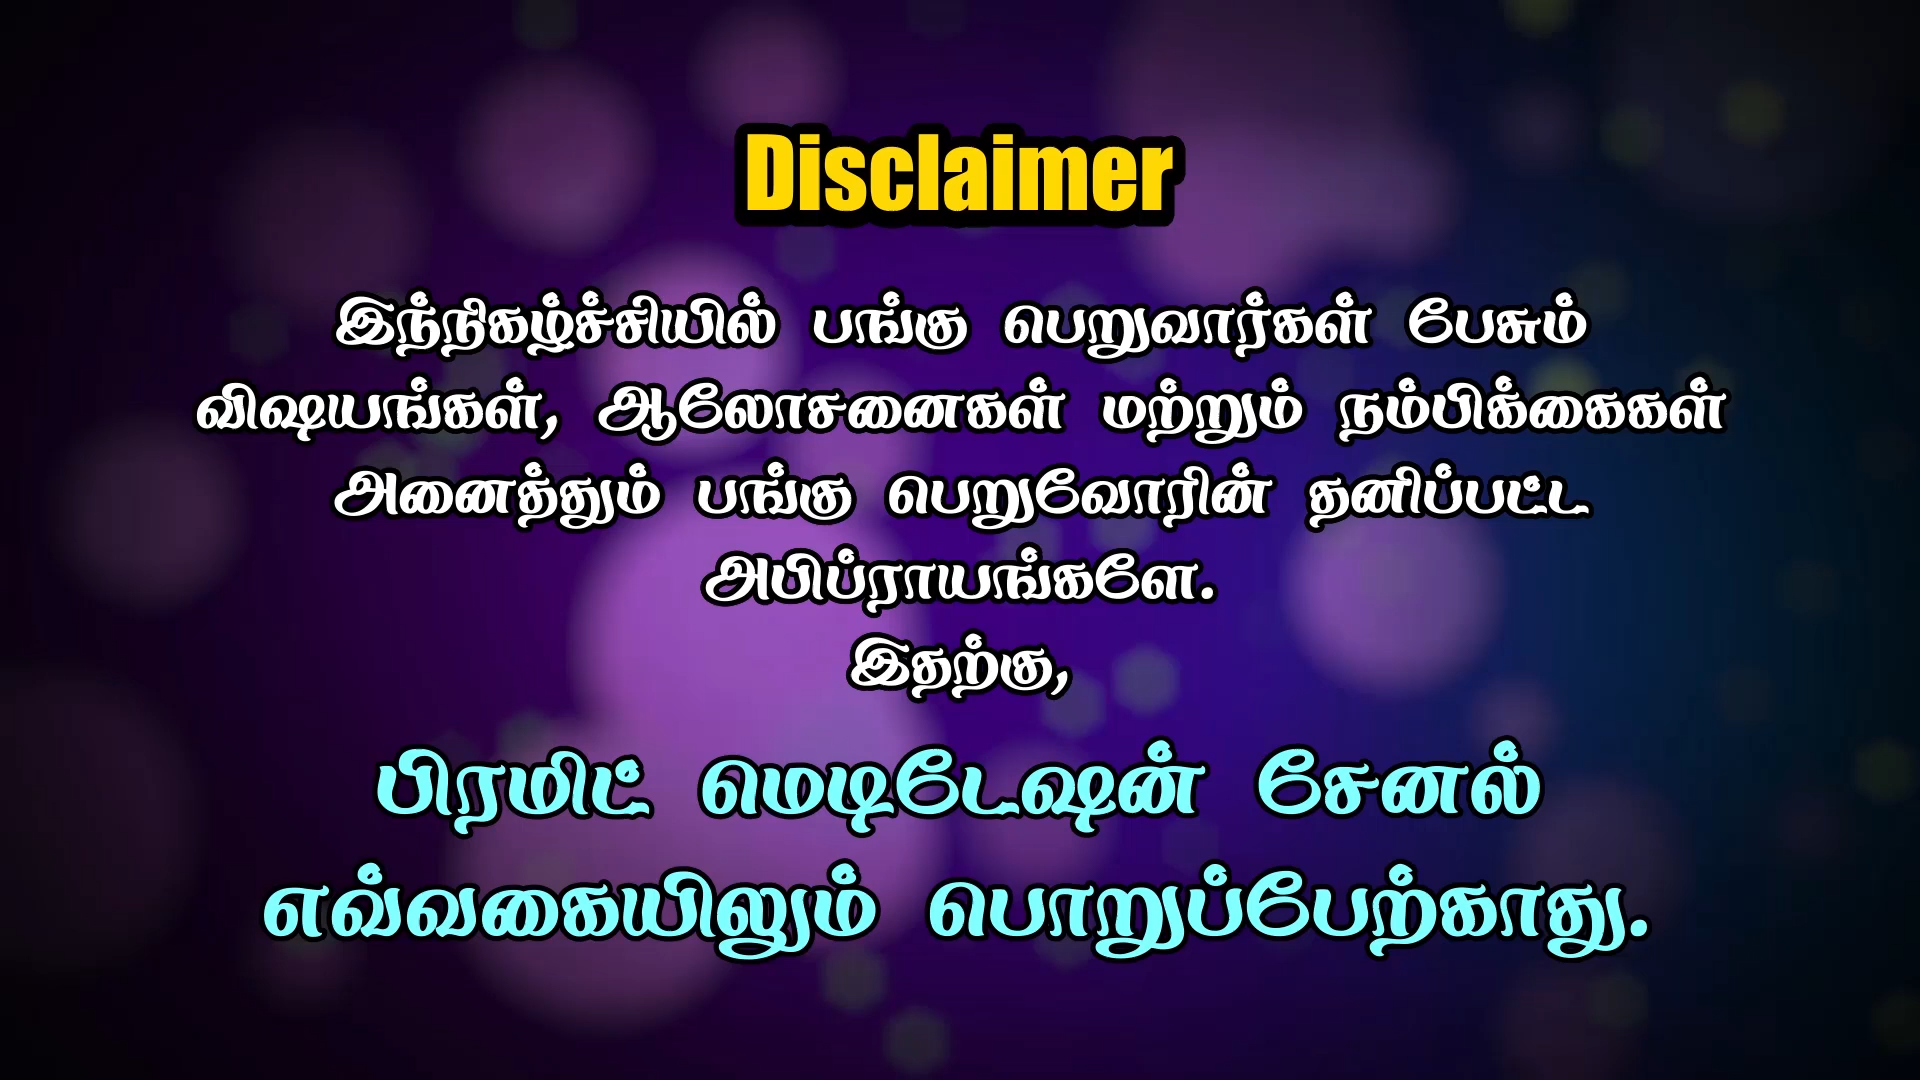 Disclaimer
இந்நிகழ்ச்சியில் பங்கு பெறுவார்கள் பேசும்
விஷயங்கள், ஆலோசனைகள் மற்றும் நம்பிக்கைகள்
அனைத்தும் பங்கு பெறுவோரின் தனிப்பட்ட
அபிப்ராயங்களே.
இதற்கு,
பிரமிட் மெடிடேஷன் சேனல்
எவ்வகையிலும் பொறுப்பேற்காது.